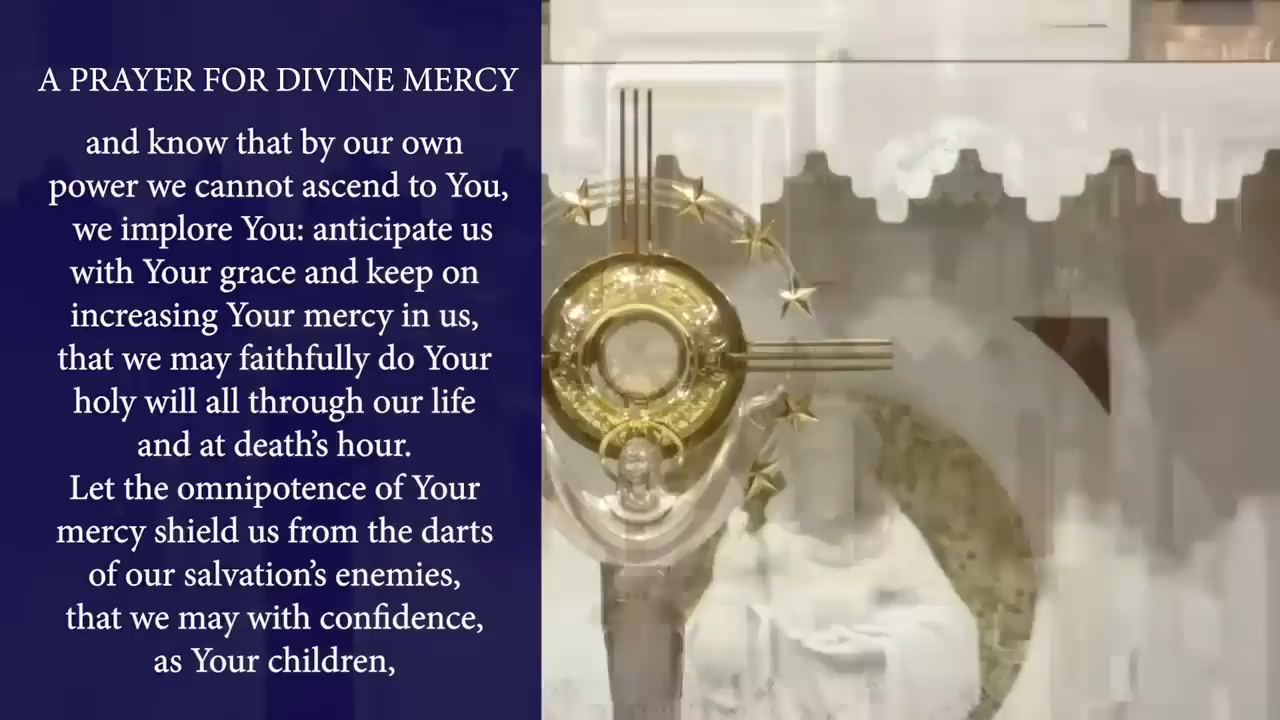 A PRAYER FOR DIVINE MERCY
and know that by our own
power we cannot ascend to You,
we implore You: anticipate us
with Your grace and keep on
increasing Your mercy in us,
that we may faithfully do Your
holy will all through our life
and at death’s hour.
Let the omnipotence of Your
mercy shield us from the darts
of our salvation’s enemies,
that we may with confidence,
as Your children,